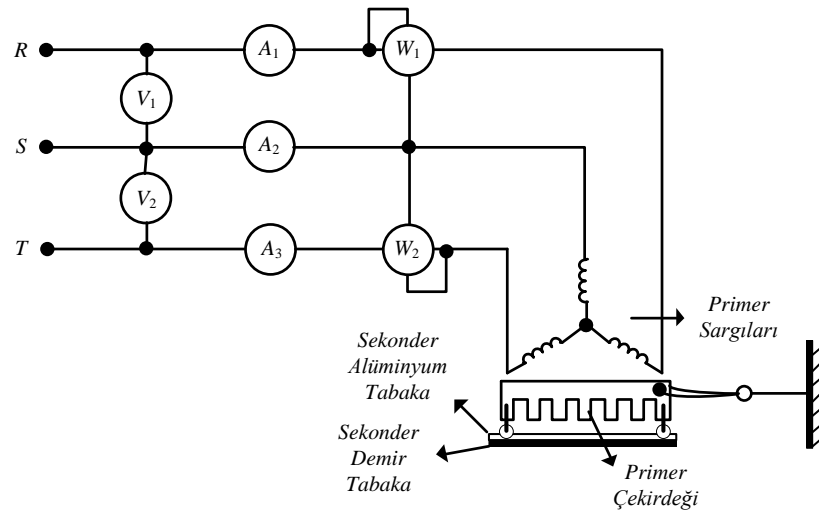 R
A1
W1
V1
S
A2
V2
T
A3
W2
Primer
Sargıları
Sekonder
Alüminyum
Tabaka
Sekonder
Demir
Tabaka
Primer
Çekirdeği